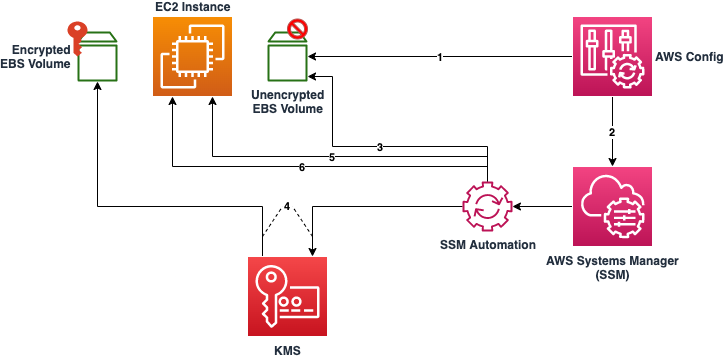 EC2 Instance
Encrypted
EBS Volume
1
AWS Config
Unencrypted
EBS Volume
2
3
5
6
4
SSM Automation
AWS Systems Manager
(SSM)
KMS